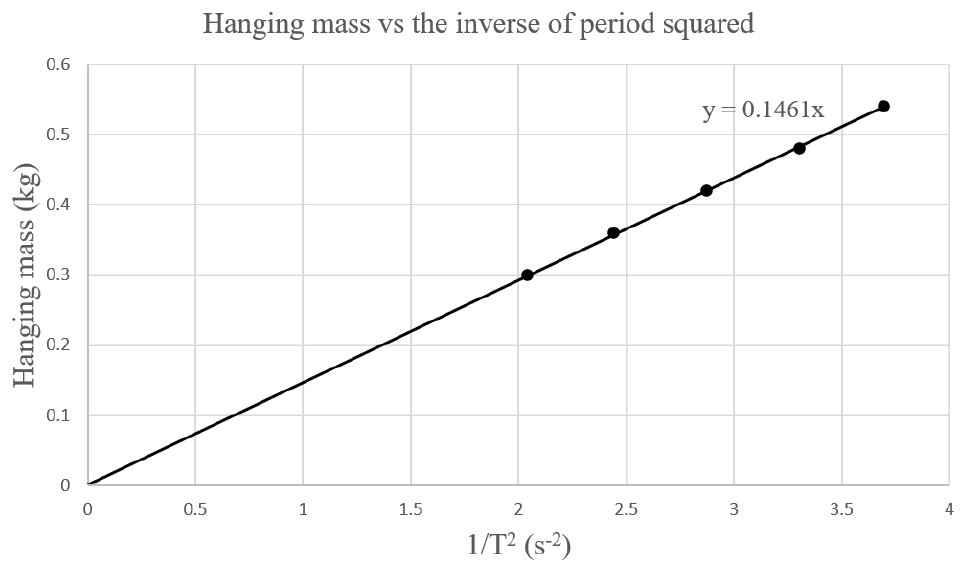 Hanging mass vs the inverse of period squared
0.6
y = 0.1461x
0.5
0.4
0.3
0.2
0.1
0
Hanging mass (kg)
0 0.5 1 1.5 2 2.5 3 3.5 4
1/T² (s⁻²)